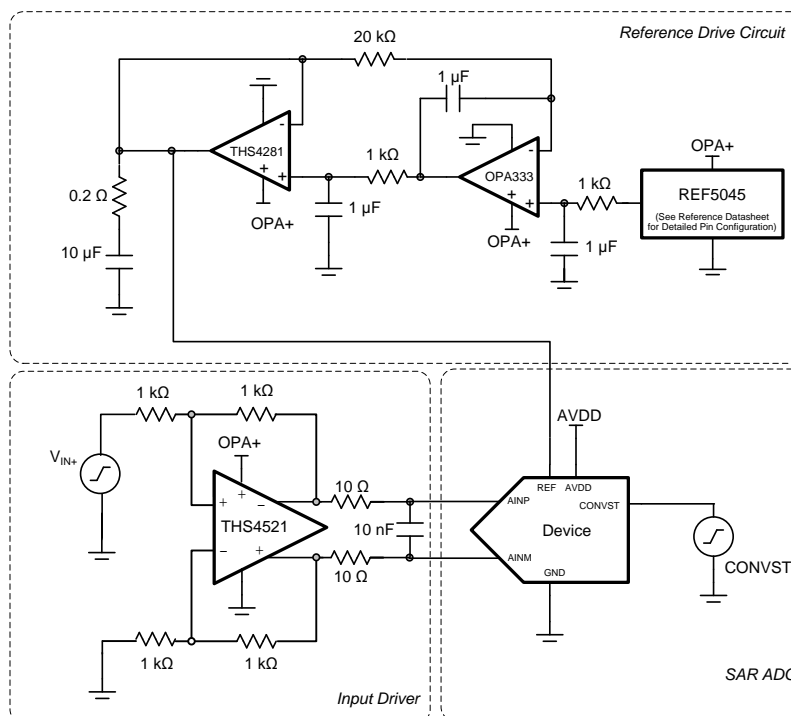 Reference Drive Circuit
20 kΩ
1 µF
-
THS4281
+
+
OPA+
1 kΩ
-
OPA333
+
+
OPA+
1 kΩ
OPA+
REF5045
(See Reference Datasheet
for Detailed Pin Configuration)
0.2 Ω
10 µF
1 µF
1 µF
1 kΩ
1 kΩ
OPA+
VIN+
+
+
-
THS4521
-
+
10 Ω
10 nF
10 Ω
1 kΩ
1 kΩ
Input Driver
AVDD
REF
AVDD
AINP
CONVST
Device
AINM
GND
CONVST
SAR ADC